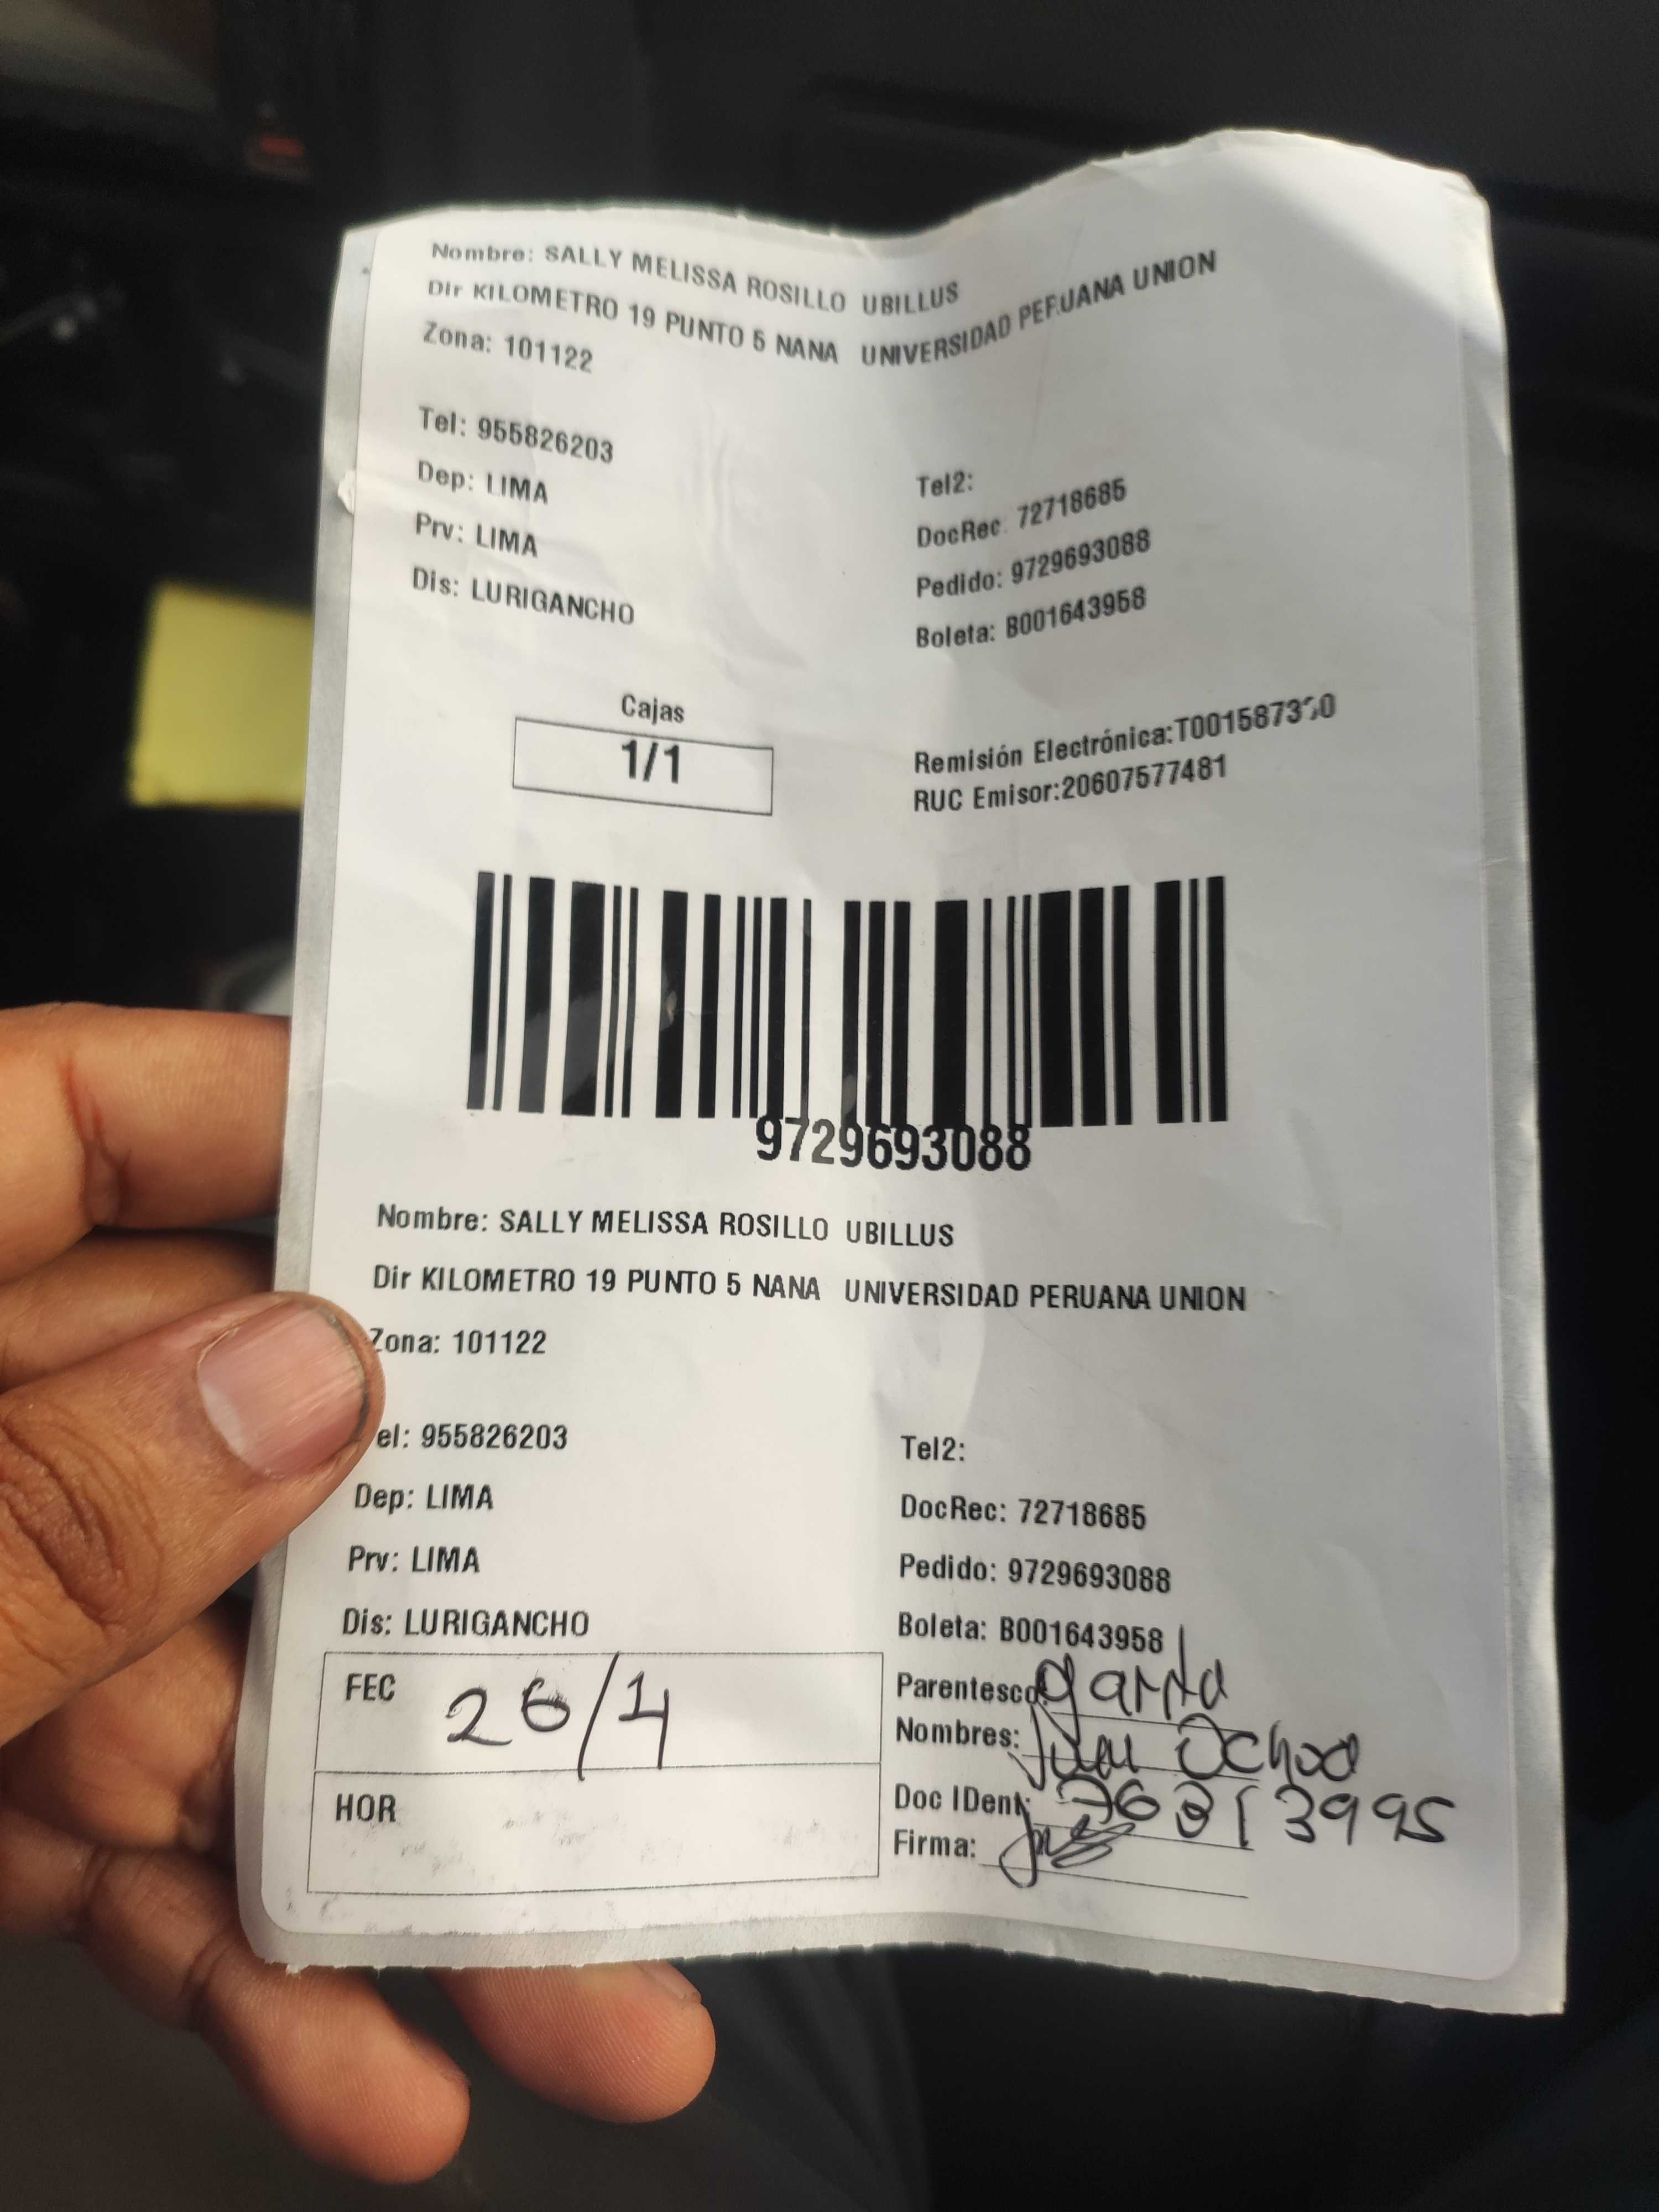 Nombre: SALLY MELISSA ROSILLO UBILLUS
Dir KILOMETRO 19 PUNTO 5 NANA UNIVERSIDAD PERUANA UNION
Zona: 101122
Tel: 955826203
Dep: LIMA
Prv: LIMA
Dis: LURIGANCHO
Tel2:
DocRec: 72718685
Pedido: 9729693088
Boleta: B001643958
Cajas
1/1
Remisión Electrónica:
RUC Emisor:20607577481
9729693088
Nombre: SALLY MELISSA ROSILLO UBILLUS
Dir KILOMETRO 19 PUNTO 5 NANA UNIVERSIDAD PERUANA UNION
Zona: 101122
el: 955826203
Dep: LIMA
Prv: LIMA
Dis: LURIGANCHO
Tel2:
DocRec: 72718685
Pedido: 9729693088
Boleta: B001643958
FEC 26/1
HOR
Parentesco:
Nombres: Ochoa
Doc IDent:
Firma: